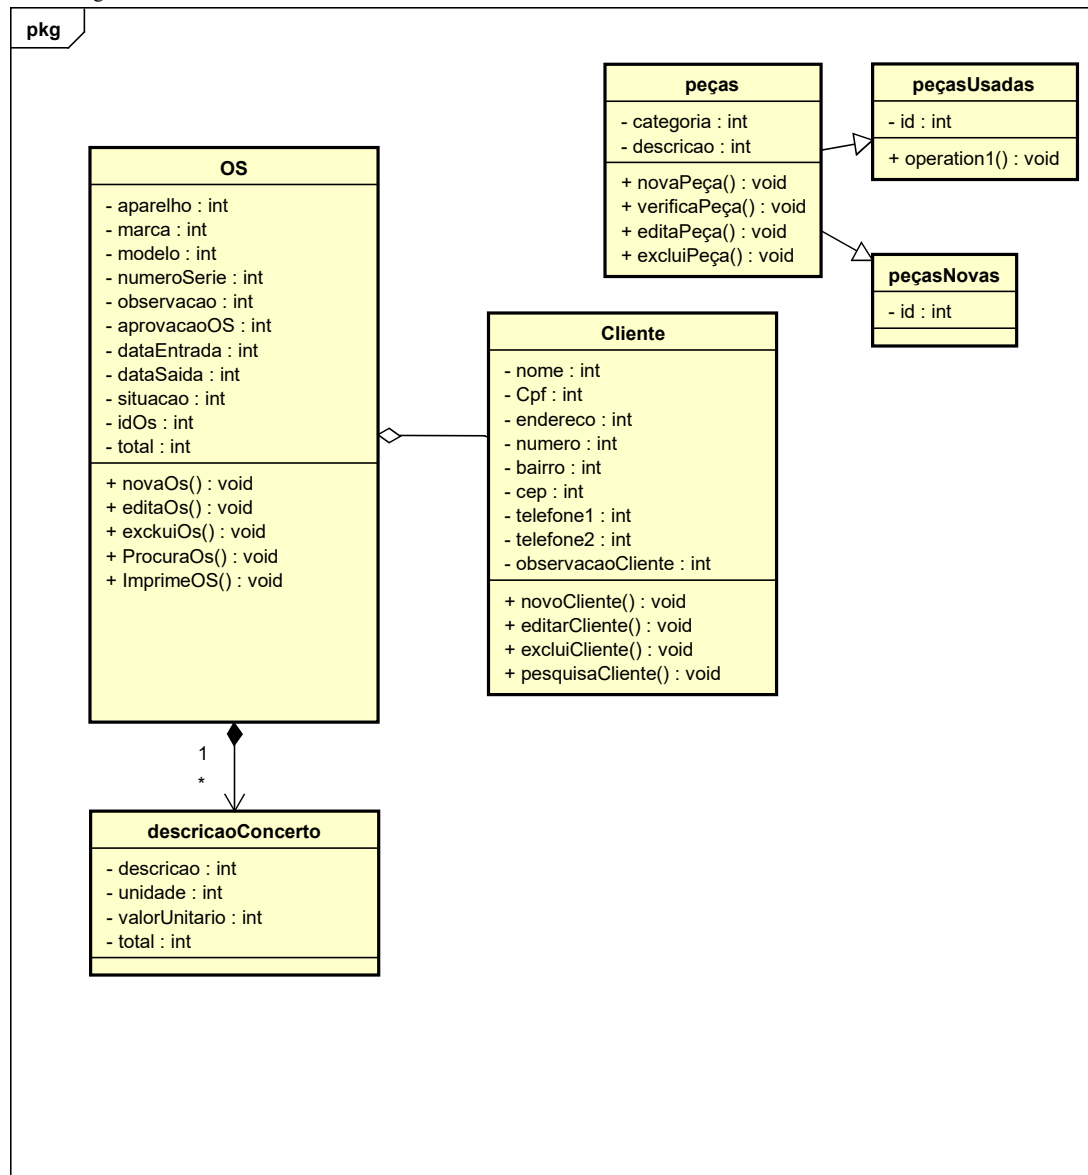 pkg
peças
- categoria : int
- descricao : int
+ novaPeça() : void
+ verificaPeça() : void
+ editaPeça() : void
+ excluiPeça() : void
peçasUsadas
- id : int
+ operation1() : void
peçasNovas
- id : int
OS
- aparelho : int
- marca : int
- modelo : int
- numeroSerie : int
- observacao : int
- aprovacaoOS : int
- dataEntrada : int
- dataSaida : int
- situacao : int
- idOs : int
- total : int
+ novaOs() : void
+ editaOs() : void
+ exckuiOs() : void
+ ProcuraOs() : void
+ ImprimeOS() : void
Cliente
- nome : int
- Cpf : int
- endereco : int
- numero : int
- bairro : int
- cep : int
- telefone1 : int
- telefone2 : int
- observacaoCliente : int
+ novoCliente() : void
+ editarCliente() : void
+ excluiCliente() : void
+ pesquisaCliente() : void
1
*
descricaoConcerto
- descricao : int
- unidade : int
- valorUnitario : int
- total : int